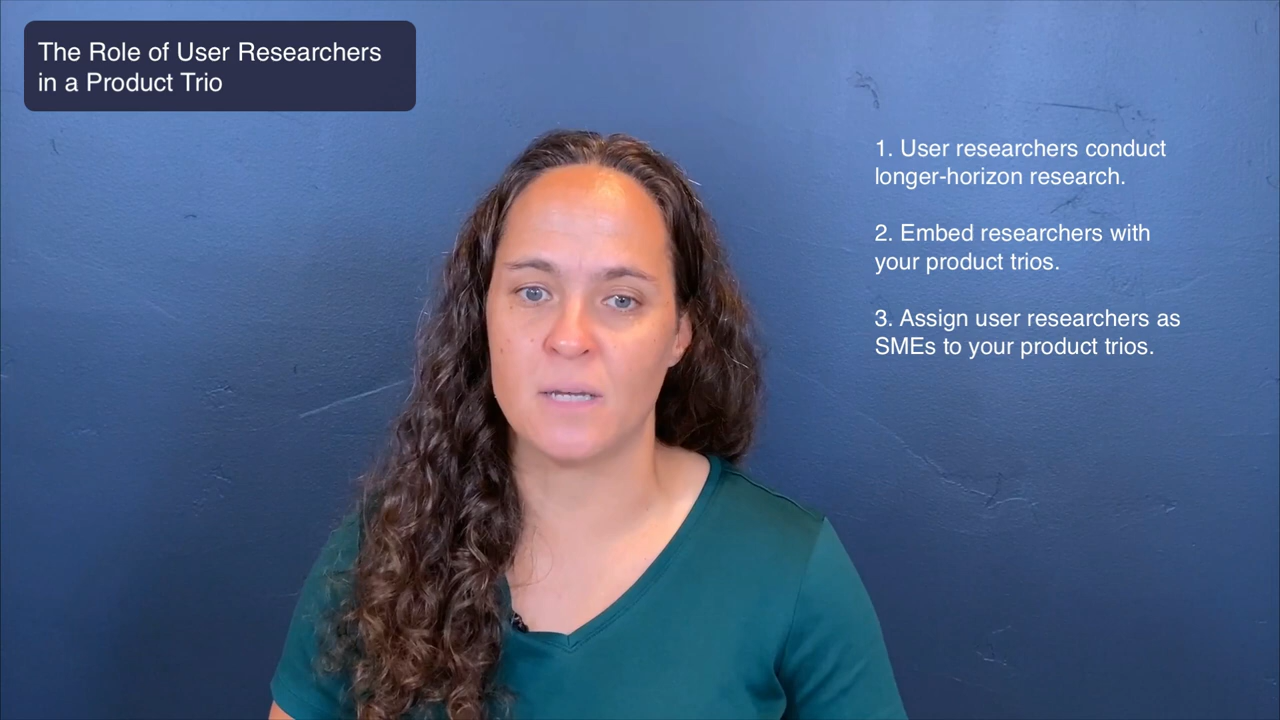 The Role of User Researchers
in a Product Trio
1. User researchers conduct
longer-horizon research.
2. Embed researchers with
your product trios.
3. Assign user researchers as
SMEs to your product trios.